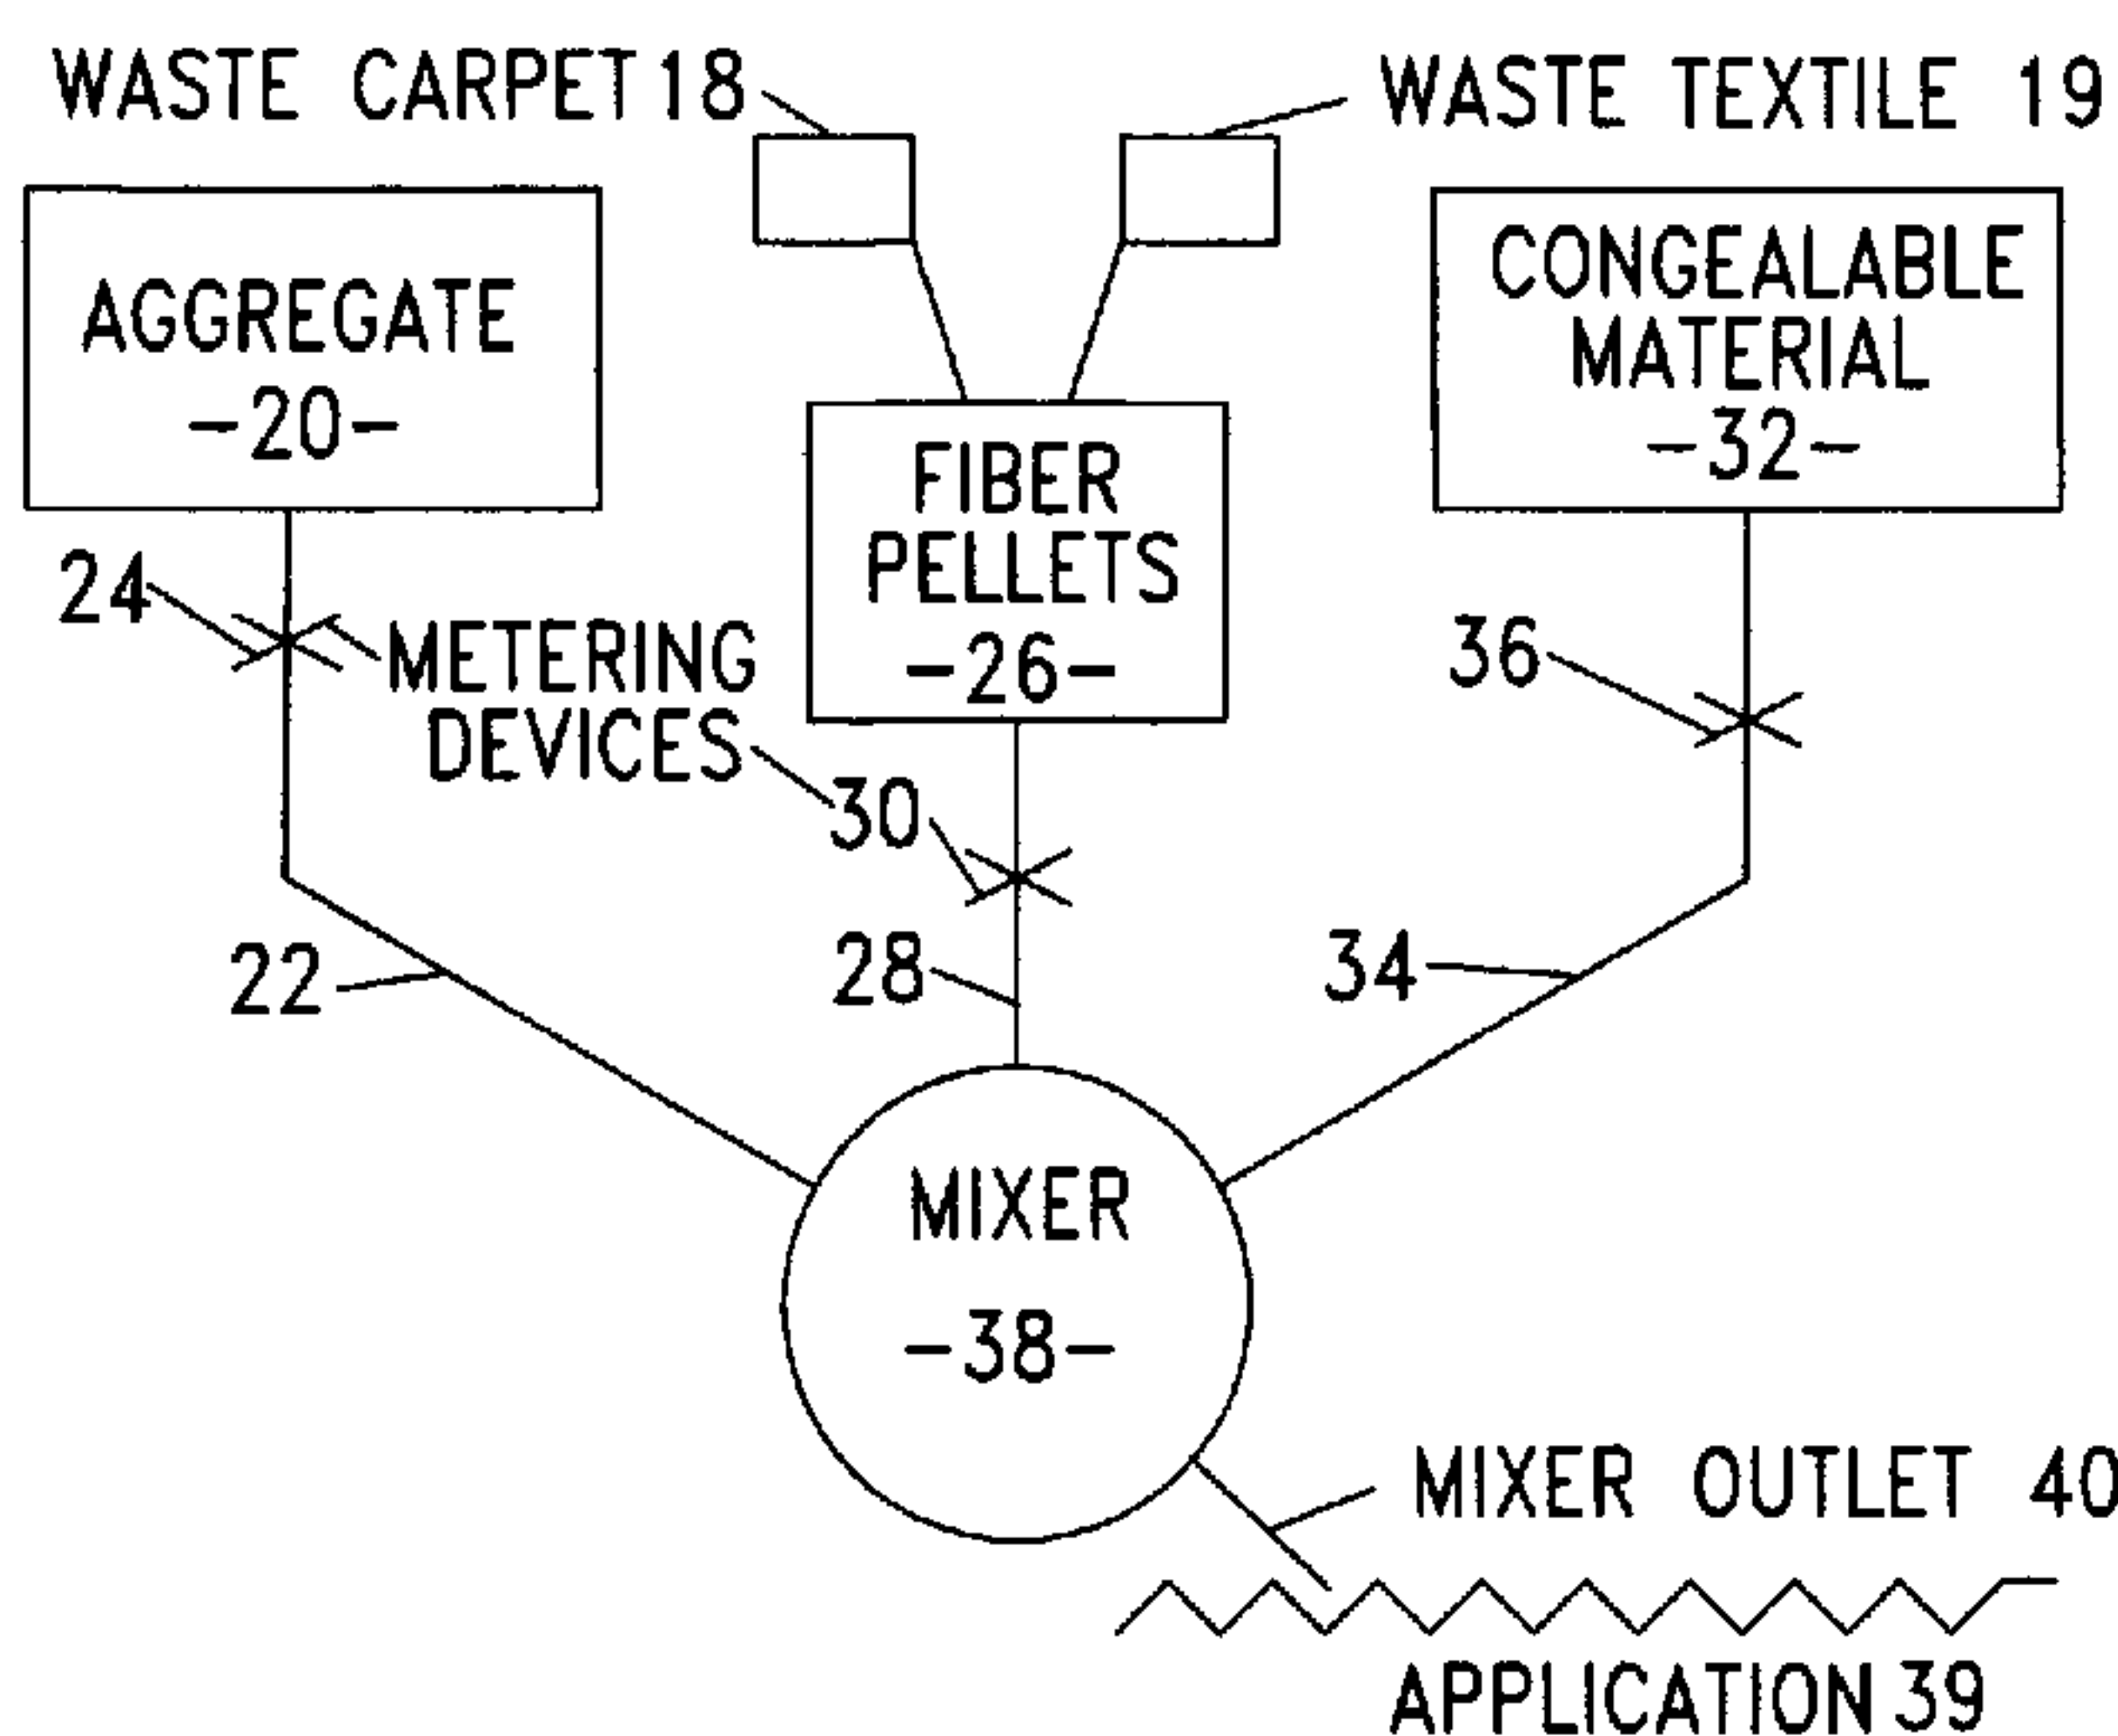 WASTE CARPET 18
WASTE TEXTILE 19
AGGREGATE
-20-
CONGEALABLE
MATERIAL
-32-
FIBER
PELLETS
-26-
24
METERING
DEVICES
36
30
22
28
34
MIXER
-38-
MIXER OUTLET 40
APPLICATION 39